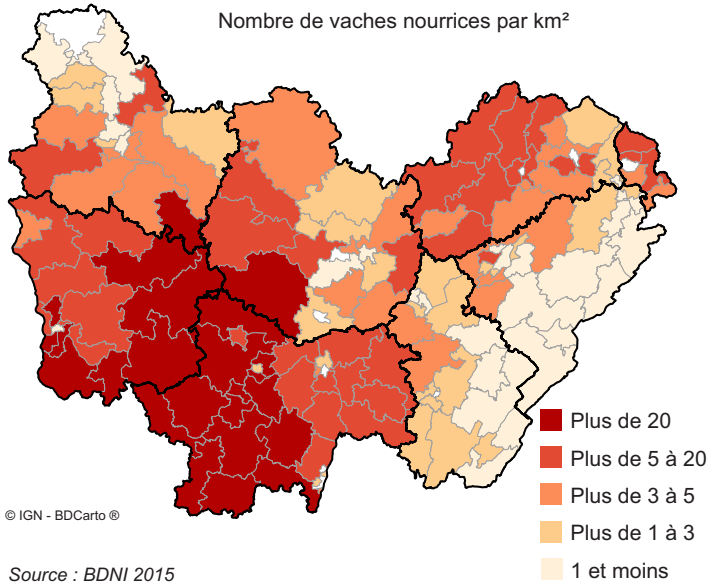 Nombre de vaches nourrices par km²
Plus de 20
Plus de 5 à 20
Plus de 3 à 5
Plus de 1 à 3
1 et moins
© IGN - BDCarto ®
Source : BDNI 2015